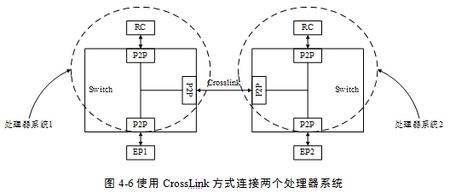 RC
RC
P2P
P2P
Switch
P2P
Crosslink
P2P
Switch
处理器系统1
P2P
P2P
处理器系统2
EP1
EP2
图 4-6 使用 CrossLink 方式连接两个处理器系统